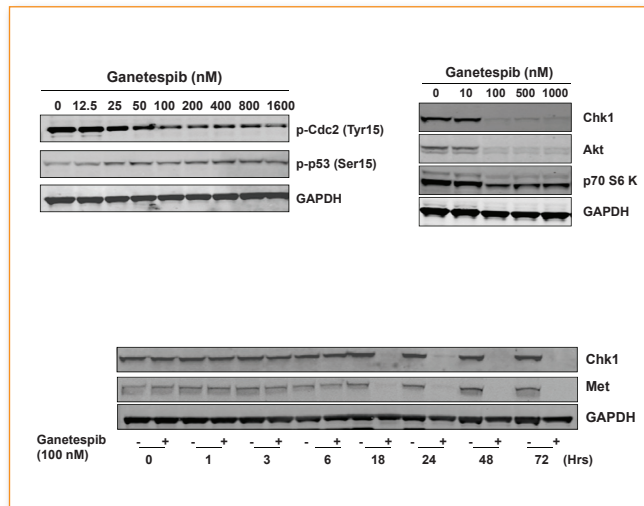 Ganetespib (nM)
0 12.5 25 50 100 200 400 800 1600
p-Cdc2 (Tyr15)
p-p53 (Ser15)
GAPDH
Ganetespib (nM)
0 10 100 500 1000
Chk1
Akt
p70 S6 K
GAPDH
Chk1
Met
GAPDH
Ganetespib - + - + - + - + - + - + - + - +
(100 nM) 0 1 3 6 18 24 48 72 (Hrs)